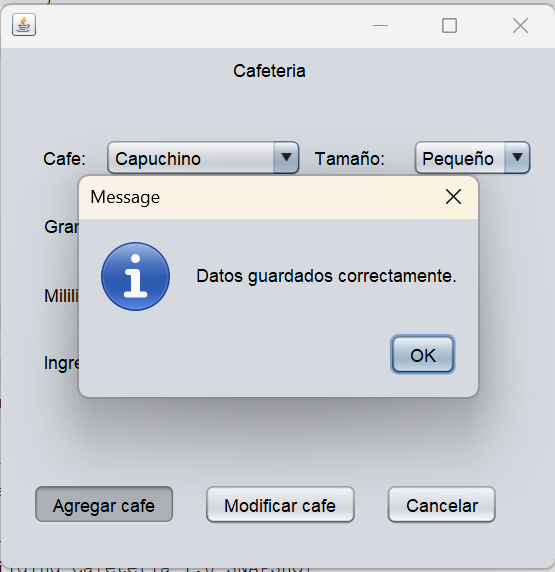 Cafeteria
Cafe: Capuchino Tamaño: Pequeño
Message
Datos guardados correctamente.
OK
Agregar cafe Modificar cafe Cancelar